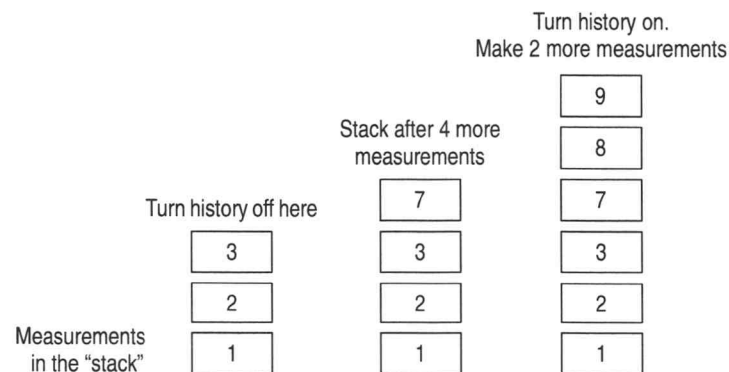 Turn history on.
Make 2 more measurements
9
Stack after 4 more
measurements
8
Turn history off here
7
7
3
3
3
2
2
2
Measurements
in the “stack”
1
1
1